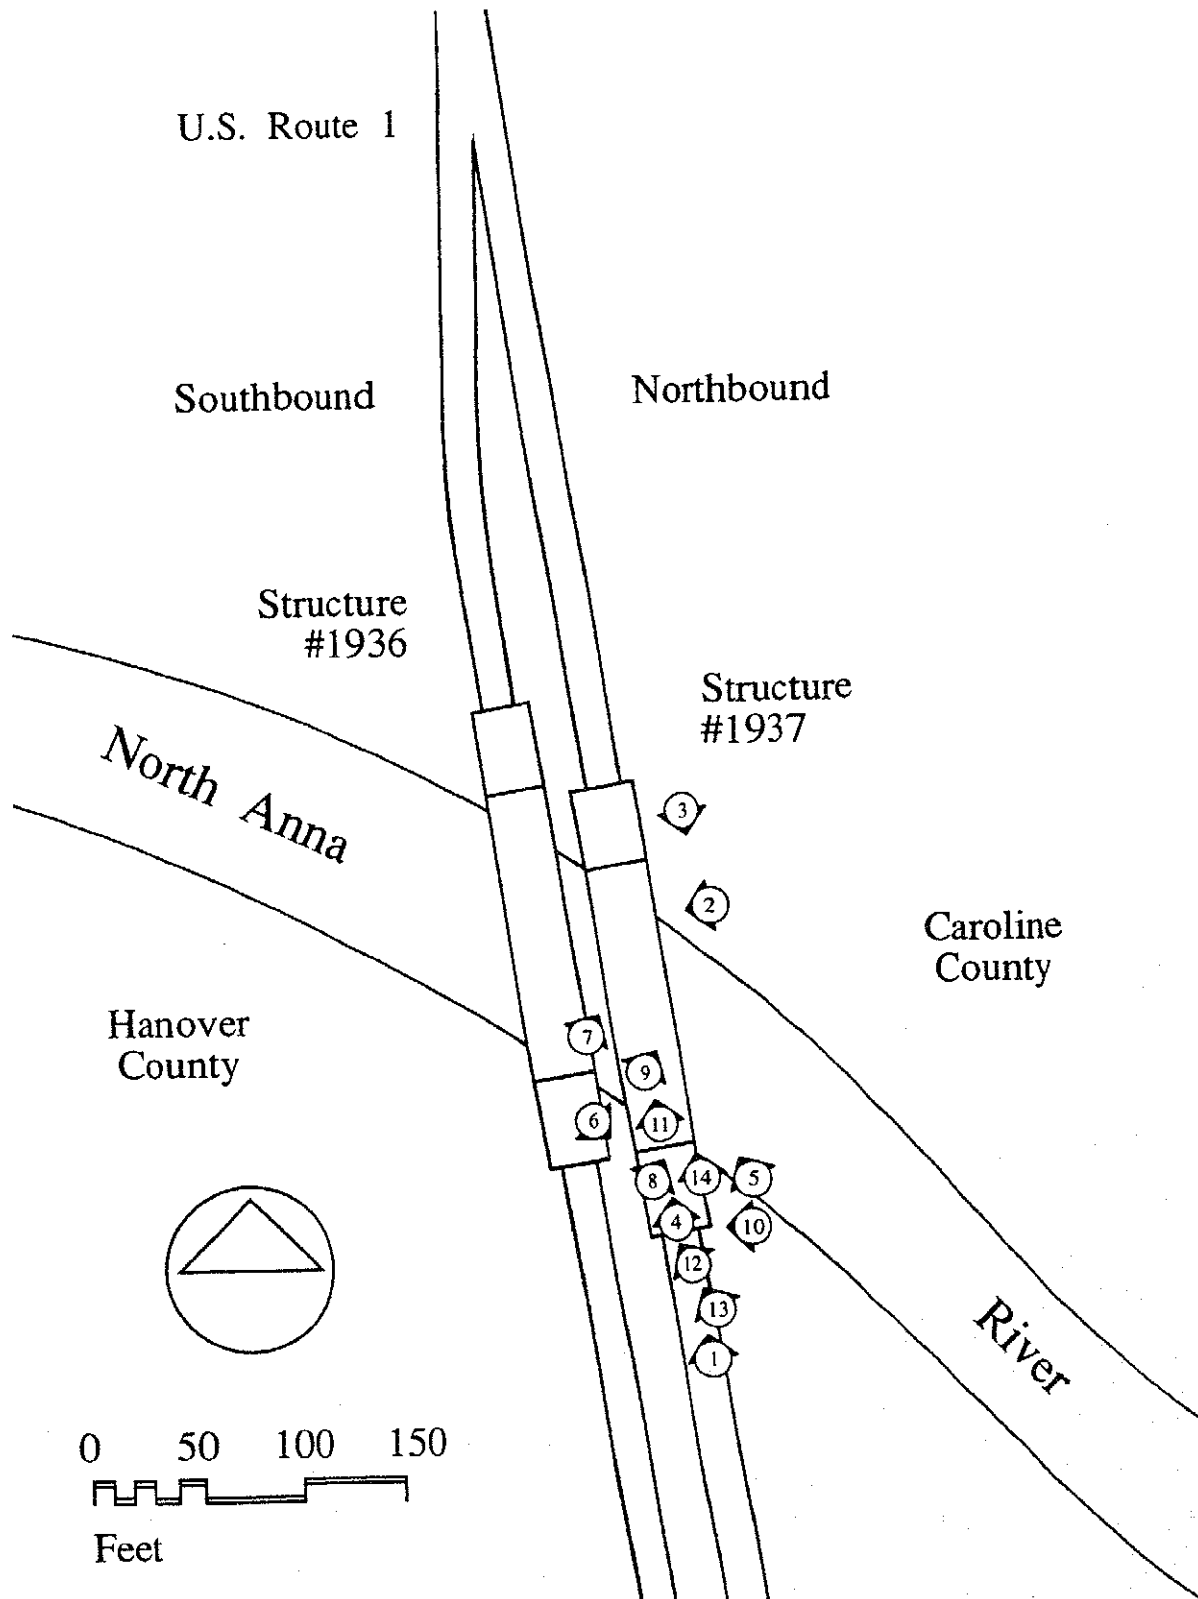 U.S. Route 1
Southbound
Northbound
Structure
#1936
Structure
#1937
North Anna
3
2
Caroline
County
Hanover
County
7
9
6
11
8
14
5
4
10
12
13
1
River
0 50 100 150
Feet